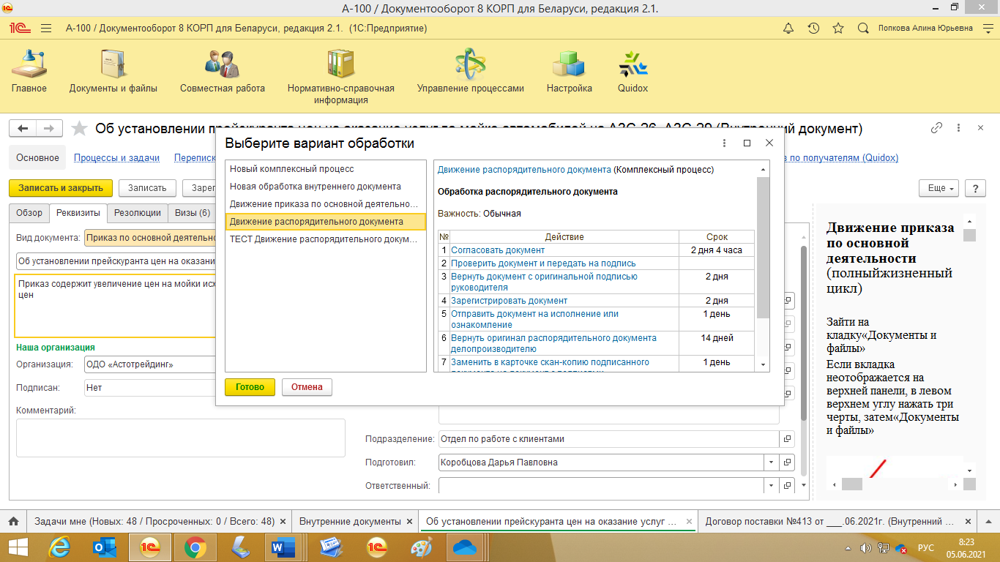 А-100 / Документооборот 8 КОРП для Беларуси, редакция 2.1.
А-100 / Документооборот 8 КОРП для Беларуси, редакция 2.1. (1С:Предприятие)
Попкова Алина Юрьевна
Главное
Документы и файлы
Совместная работа
Нормативно-справочная
информация
Управление процессами
Настройка
Quidox
Об установлении прейскуранта цен на оказание услуг по мойке автомобилей на АЗС-26, АЗС-29 (Внутренний документ)
Основное
Процессы и задачи
Переписк
в по получателям (Quidox)
Записать и закрыть
Записать
Зарег
Еще
?
Обзор
Реквизиты
Резолюции
Визы (6)
Вид документа:
Приказ по основной деятельно
Об установлении прейскуранта цен на оказани
Приказ содержит увеличение цен на мойки исх
цен
Наша организация
Организация:
ОДО «Астотрейдинг»
Подписан:
Нет
Комментарий:
Подразделение:
Отдел по работе с клиентами
Подготовил:
Коробцова Дарья Павловна
Ответственный:
Выберите вариант обработки
Новый комплексный процесс
Новая обработка внутреннего документа
Движение приказа по основной деятельно...
Движение распорядительного документа
ТЕСТ Движение распорядительного докум...
Движение распорядительного документа (Комплексный процесс)
Обработка распорядительного документа
Важность: Обычная
№ Действие Срок
1 Согласовать документ 2 дня 4 часа
2 Проверить документ и передать на подпись
3 Вернуть документ с оригинальной подписью 2 дня
руководителя
4 Зарегистрировать документ 2 дня
5 Отправить документ на исполнение или 1 день
ознакомление
6 Вернуть оригинал распорядительного документа 14 дней
делопроизводителю
7 Заменить в карточке скан-копию подписанного 1 день
Готово
Отмена
Движение приказа
по основной
деятельности
(полныйжизненный
цикл)
Зайти на
кладку«Документы и
файлы»
Если вкладка
неотображается на
верхней панели, в левом
верхнем углу нажать три
черты, затем«Документы
и файлы»
Задачи мне (Новых: 48 / Просроченных: 0 / Всего: 48)
Внутренние документы
Об установлении прейскуранта цен на оказание услуг ...
Договор поставки №413 от ___.06.2021г. (Внутренний ...
РУС
8:23
05.06.2021